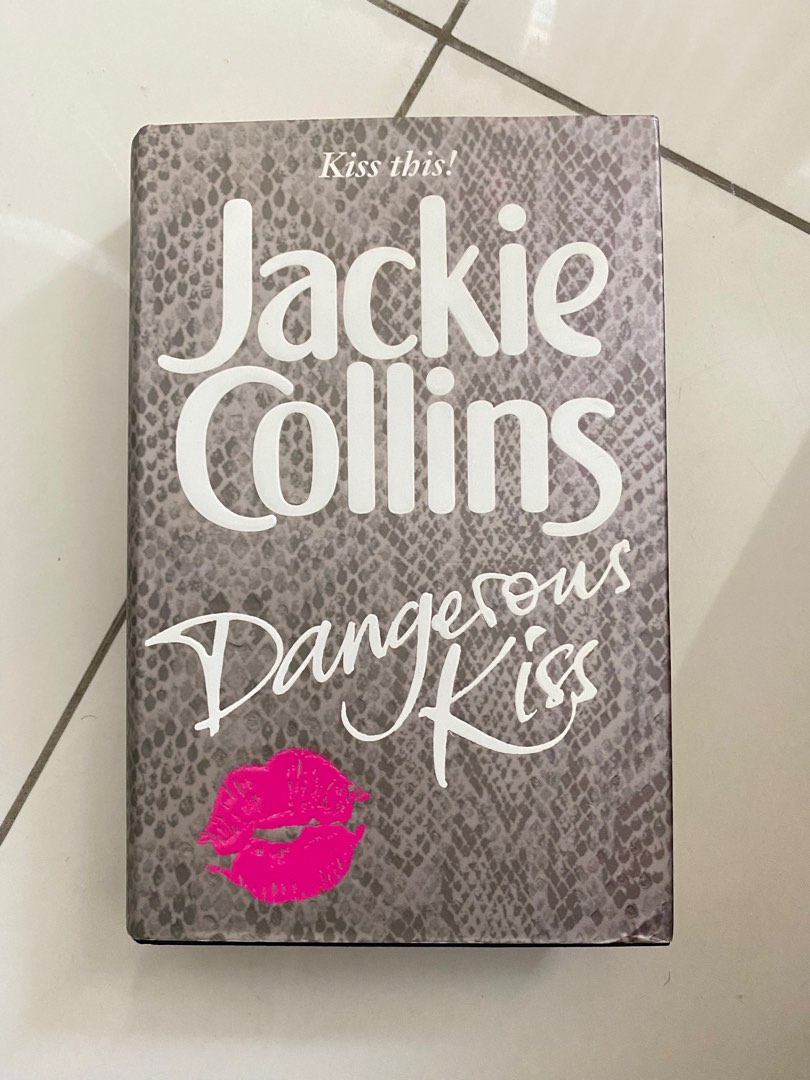 Kiss this!
Jackie
Collins
Dangerous
Kiss